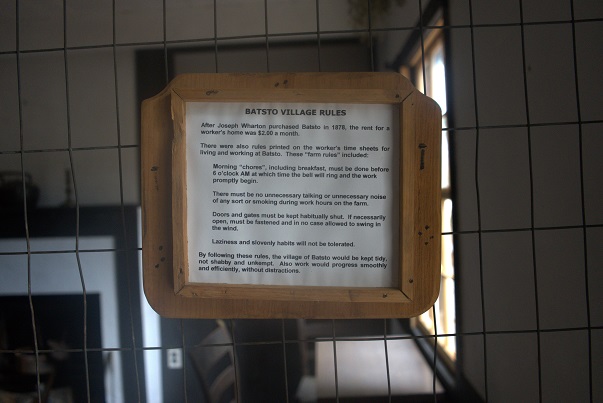 BATSTO VILLAGE RULES
After Joseph Wharton purchased Batsto in 1878, the rent for a
worker's home was $2.00 a month.
There were also rules printed on the worker's time sheets for
living and working at Batsto. These "farm rules" included:
Morning "chores", including breakfast, must be done before
6 o'clock AM at which time the bell will ring and the work
promptly begin.
There must be no unnecessary talking or unnecessary noise
of any sort or smoking during work hours on the farm.
Doors and gates must be kept habitually shut. If necessarily
open, must be fastened and in no case allowed to swing in
the wind.
Laziness and slovenly habits will not be tolerated.
By following these rules, the village of Batsto would be kept tidy,
not shabby and unkempt. Also work would progress smoothly
and efficiently, without distractions.